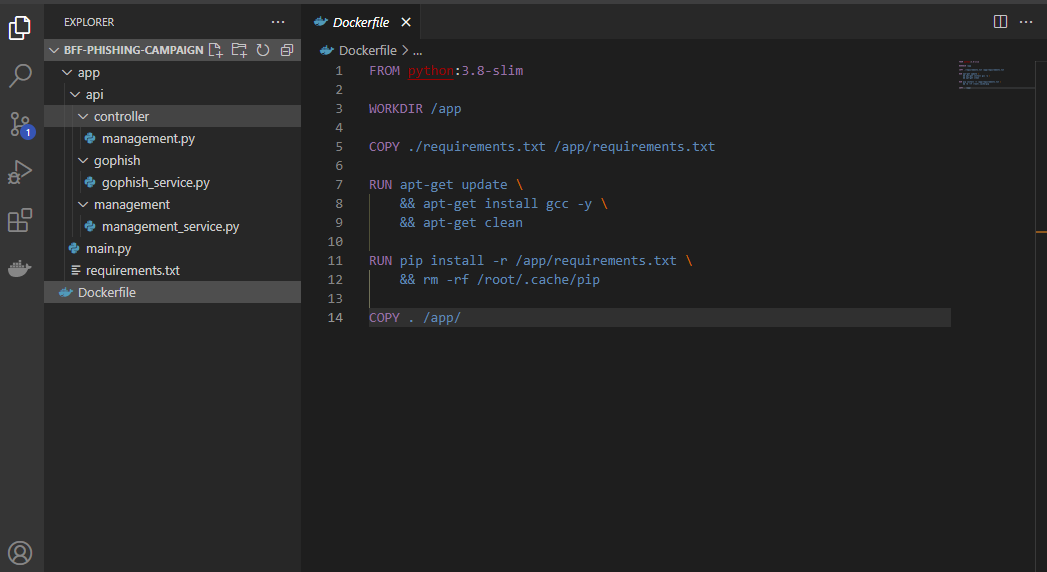 EXPLORER
BFF-PHISHING-CAMPAIGN
app
api
controller
management.py
gophish
gophish_service.py
management
management_service.py
main.py
requirements.txt
Dockerfile
1
Dockerfile
Dockerfile > ...
1 FROM python:3.8-slim
2
3 WORKDIR /app
4
5 COPY ./requirements.txt /app/requirements.txt
6
7 RUN apt-get update \
8 && apt-get install gcc -y \
9 && apt-get clean
10
11 RUN pip install -r /app/requirements.txt \
12 && rm -rf /root/.cache/pip
13
14 COPY . /app/